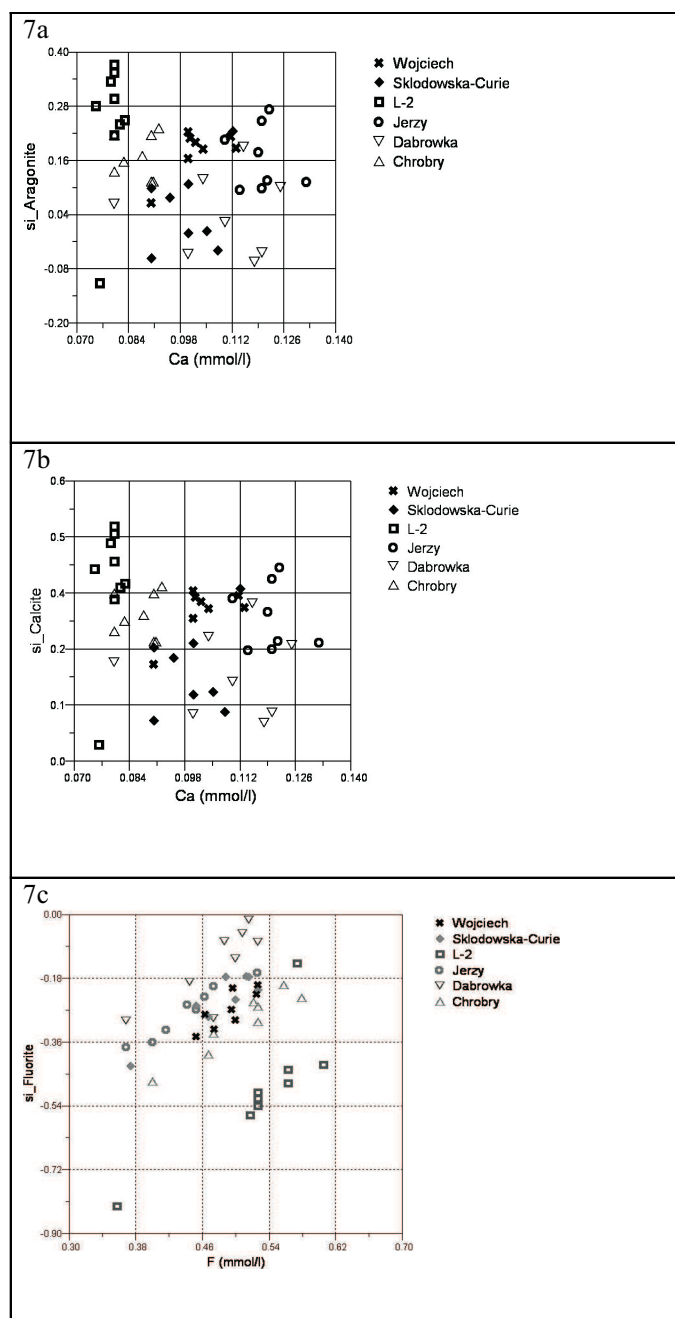 7a
0.40
0.28
0.16
0.04
-0.08
-0.20
si_Aragonite
0.070 0.084 0.098 0.112 0.126 0.140
Ca (mmol/l)
Wojciech
Sklodowska-Curie
L-2
Jerzy
Dabrowka
Chrobry
7b
0.6
0.5
0.4
0.2
0.1
0.0
si_Calcite
0.070 0.084 0.098 0.112 0.126 0.140
Ca (mmol/l)
Wojciech
Sklodowska-Curie
L-2
Jerzy
Dabrowka
Chrobry
7c
0.00
-0.18
-0.36
-0.54
-0.72
-0.90
si_Fluorite
0.30 0.38 0.46 0.54 0.62 0.70
F (mmol/l)
Wojciech
Sklodowska-Curie
L-2
Jerzy
Dabrowka
Chrobry